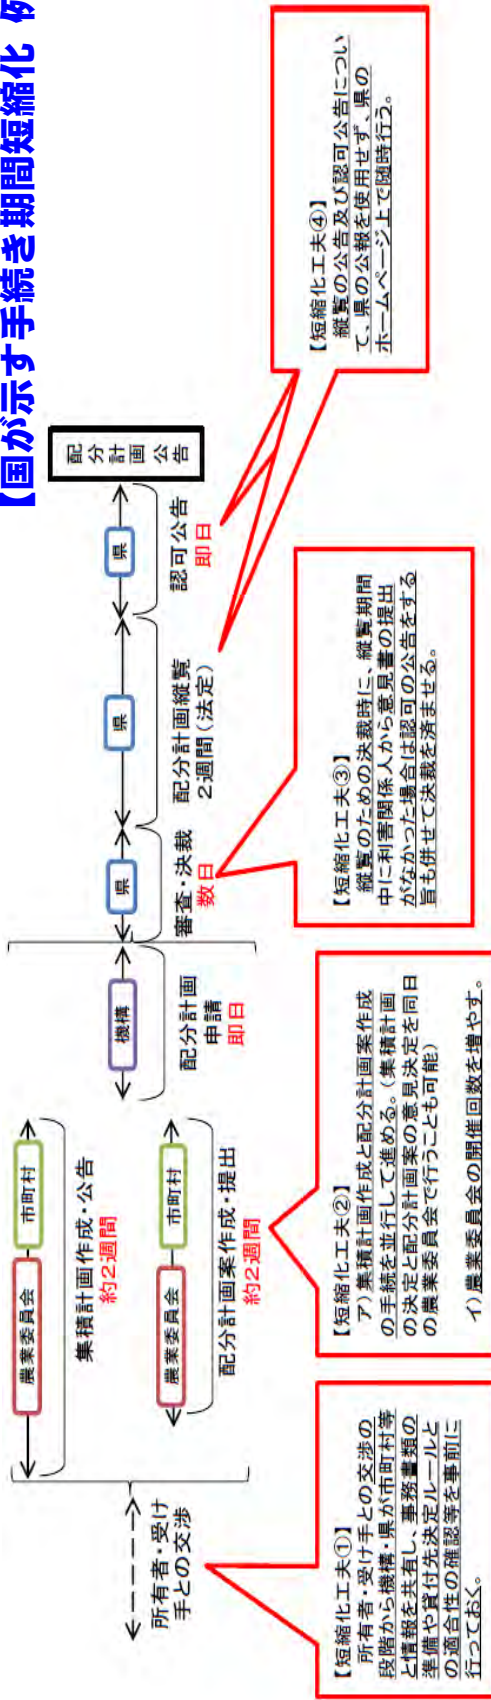 【国が示す手続き期間短縮化 例
所有者・受け
手との交渉
農業委員会
市町村
集積計画作成・公告
約2週間
農業委員会
市町村
配分計画案作成・提出
約2週間
機構
配分計画
申請
即日
県
審査・決裁
数日
県
配分計画縦覧
2週間(法定)
県
認可公告
即日
配分計画公告
【短縮化工夫①】
所有者・受け手との交渉の
段階から機構・県が市町村等
と情報を共有し、事務書類の
準備や貸付先決定ルールと
の適合性の確認等を事前に
行っておく。
【短縮化工夫②】
ア)集積計画作成と配分計画案作成
の手続を並行して進める。(集積計画
の決定と配分計画案の意見決定を同日
の農業委員会で行うことも可能)
イ)農業委員会の開催回数を増やす。
【短縮化工夫③】
縦覧のための決裁時に、縦覧期間
中に利害関係人から意見書の提出
がなかった場合は認可の公告をする
旨も併せて決裁を済ませる。
【短縮化工夫④】
縦覧の公告及び認可公告につい
て、県の公報を使用せず、県の
ホームページ上で随時行う。